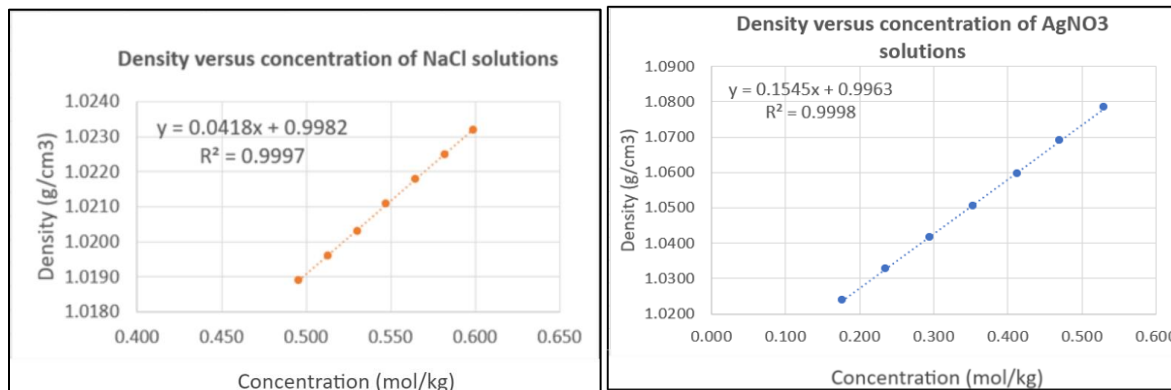 Density versus concentration of NaCl solutions
1.0240
1.0230
1.0220
1.0210
1.0200
1.0190
1.0180
y = 0.0418x + 0.9982
R² = 0.9997
Density (g/cm3)
0.400
0.450
0.500
0.550
0.600
0.650
Concentration (mol/kg)
Density versus concentration of AgNO3
solutions
1.0900
1.0800
1.0700
1.0600
1.0500
1.0400
1.0300
1.0200
y = 0.1545x + 0.9963
R² = 0.9998
Density (g/cm3)
0.000
0.100
0.200
0.300
0.400
0.500
0.600
Concentration (mol/kg)